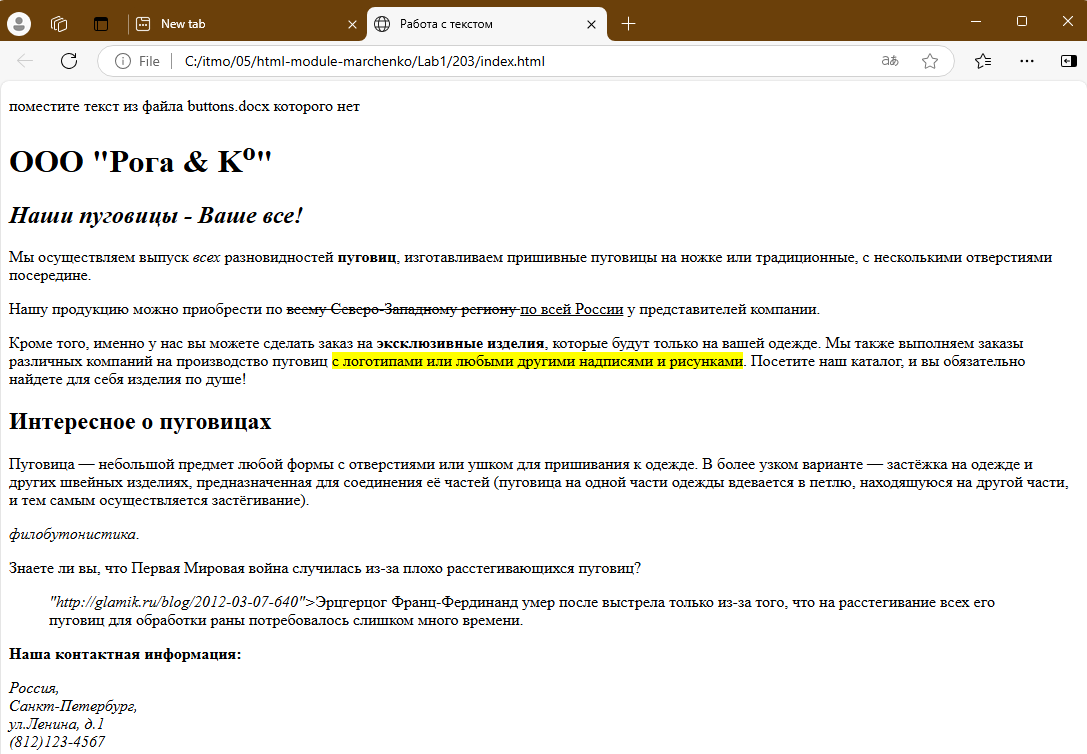 New tab
Работа с текстом
File
C:/itmo/05/html-module-marchenko/Lab1/203/index.html
aあ
поместите текст из файла buttons.docx которого нет
ООО "Рога & Kº"
Наши пуговицы - Ваше все!
Мы осуществляем выпуск всех разновидностей пуговиц, изготавливаем пришивные пуговицы на ножке или традиционные, с несколькими отверстиями
посередине.
Нашу продукцию можно приобрести по всему Северо-Западному региону по всей России у представителей компании.
Кроме того, именно у нас вы можете сделать заказ на эксклюзивные изделия, которые будут только на вашей одежде. Мы также выполняем заказы
различных компаний на производство пуговиц с логотипами или любыми другими надписями и рисунками. Посетите наш каталог, и вы обязательно
найдете для себя изделия по душе!
Интересное о пуговицах
Пуговица — небольшой предмет любой формы с отверстиями или ушком для пришивания к одежде. В более узком варианте — застёжка на одежде и
других швейных изделиях, предназначенная для соединения её частей (пуговица на одной части одежды вдевается в петлю, находящуюся на другой части,
и тем самым осуществляется застёгивание).
филобутонистика.
Знаете ли вы, что Первая Мировая война случилась из-за плохо расстегивающихся пуговиц?
"http://glamik.ru/blog/2012-03-07-640">Эрцгерцог Франц-Фердинанд умер после выстрела только из-за того, что на расстегивание всех его
пуговиц для обработки раны потребовалось слишком много времени.
Наша контактная информация:
Россия,
Санкт-Петербург,
ул.Ленина, д.1
(812)123-4567